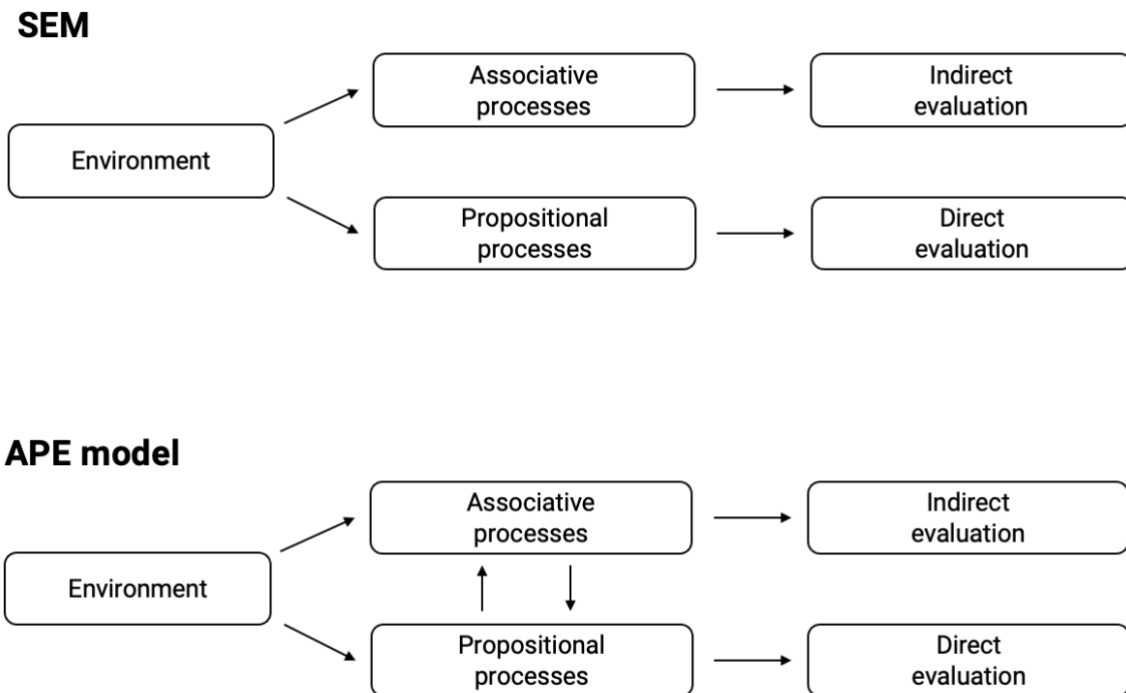 SEM
Associative
processes
Indirect
evaluation
Environment
Propositional
processes
Direct
evaluation
APE model
Associative
processes
Indirect
evaluation
Environment
Propositional
processes
Direct
evaluation